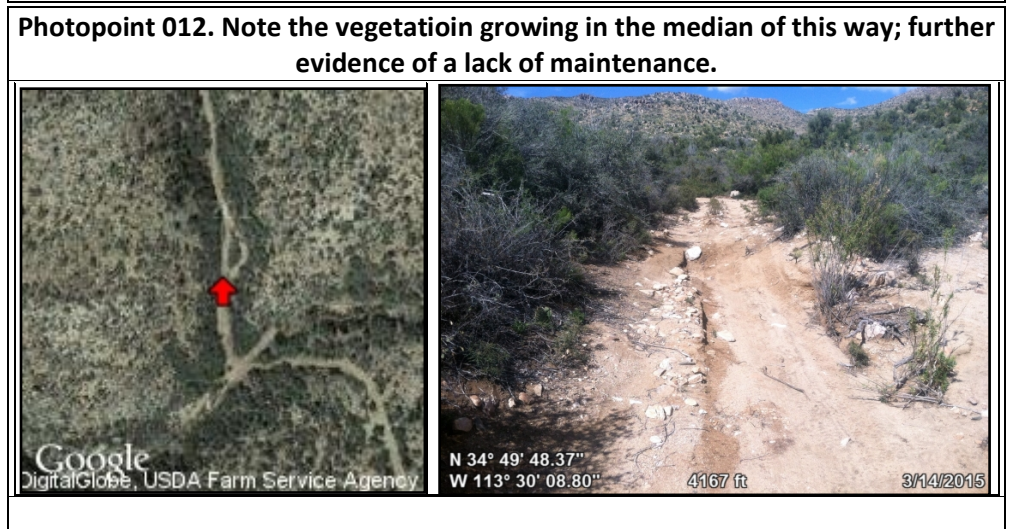 Photopoint 012. Note the vegetatioin growing in the median of this way; further
evidence of a lack of maintenance.
Google
DigitalGlobe, USDA Farm Service Agency
N 34° 49' 48.37"
W 113° 30' 08.80"
4167 ft
3/14/2015